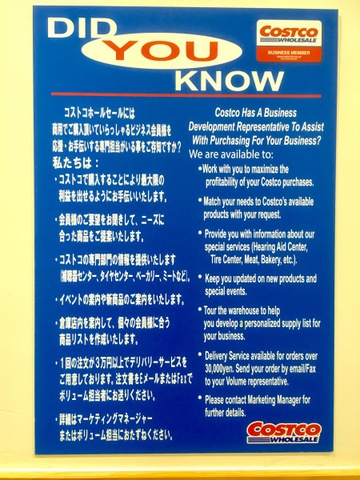 DID
YOU
KNOW
COSTCO
WHOLESALE
BUSINESS MEMBER
コストコホールセールには
商用でご購入頂いていらっしゃるビジネス会員様を
応援・お手伝いする専門担当がいる事をご存知ですか?
私たちは:
・コストコで購入することにより最大限の
利益を出せるようにお手伝いします。
・会員様のご要望をお聞きして、ニーズに
合った商品をご提案いたします。
・コストコの専門部門の情報を提供いたします
(補聴器センター、タイヤセンター、ベーカリー、ミートなど)。
・イベントの案内や新商品のご案内をいたします。
・倉庫店内を案内して、個々の会員様に合う
商品リストを作成いたします。
・1回の注文が3万円以上でデリバリーサービスを
ご用意しております。注文書をEメールまたはFaxで
ボリューム担当者にお送りください。
・詳細はマーケティングマネージャー
またはボリューム担当におたずねください。
Costco Has A Business
Development Representative To Assist
With Purchasing For Your Business?
We are available to:
•Work with you to maximize the
profitability of your Costco purchases.
•Match your needs to Costco's available
products with your request.
•Provide you with information about our
special services (Hearing Aid Center,
Tire Center, Meat, Bakery, etc.).
•Keep you updated on new products and
special events.
•Tour the warehouse to help
you develop a personalized supply list for
your business.
•Delivery Service available for orders over
30,000yen. Send your order by email/Fax
to your Volume representative.
•Please contact Marketing Manager for
further details.
COSTCO
WHOLESALE